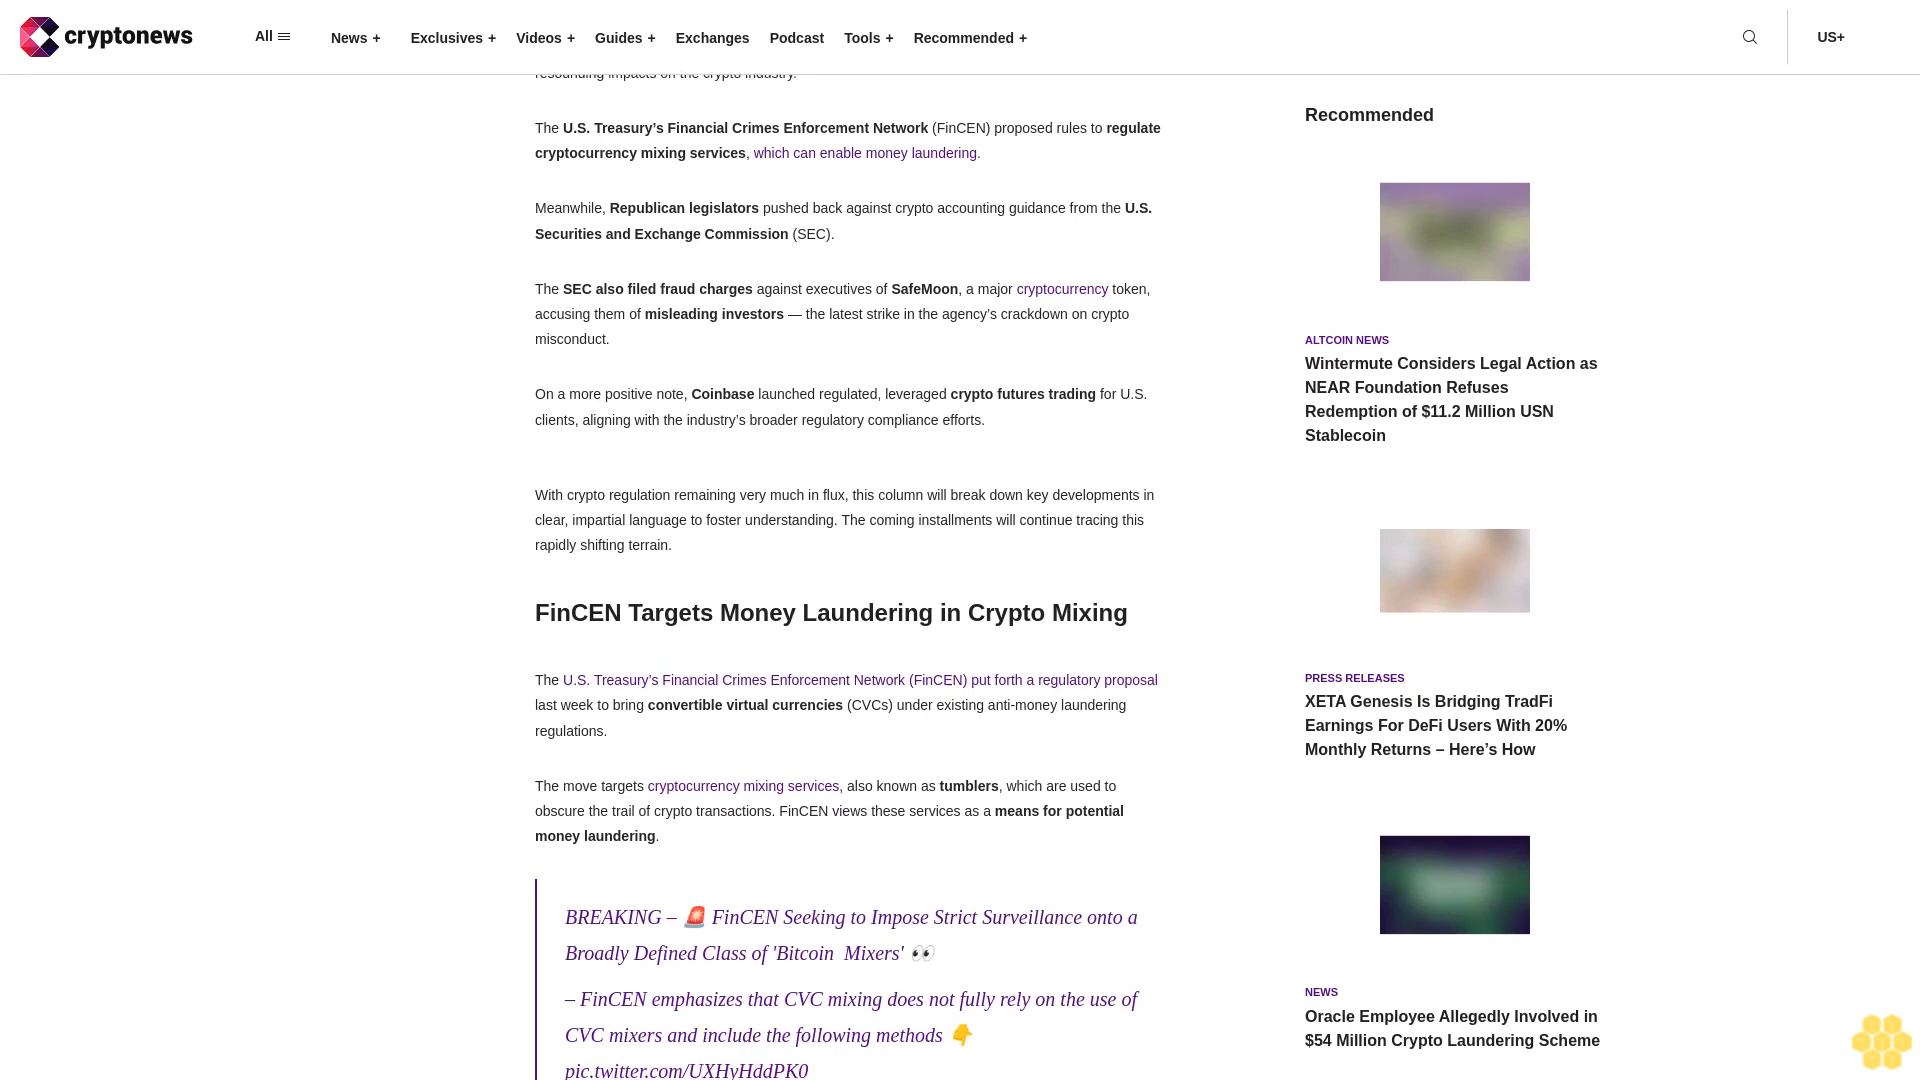 cryptonews
All
News +
Exclusives +
Videos +
Guides +
Exchanges
Podcast
Tools +
Recommended +
US+
resounding impacts on the crypto industry.
The U.S. Treasury’s Financial Crimes Enforcement Network (FinCEN) proposed rules to regulate
cryptocurrency mixing services, which can enable money laundering.
Meanwhile, Republican legislators pushed back against crypto accounting guidance from the U.S.
Securities and Exchange Commission (SEC).
The SEC also filed fraud charges against executives of SafeMoon, a major cryptocurrency token,
accusing them of misleading investors — the latest strike in the agency’s crackdown on crypto
misconduct.
On a more positive note, Coinbase launched regulated, leveraged crypto futures trading for U.S.
clients, aligning with the industry’s broader regulatory compliance efforts.
With crypto regulation remaining very much in flux, this column will break down key developments in
clear, impartial language to foster understanding. The coming installments will continue tracing this
rapidly shifting terrain.
FinCEN Targets Money Laundering in Crypto Mixing
The U.S. Treasury’s Financial Crimes Enforcement Network (FinCEN) put forth a regulatory proposal
last week to bring convertible virtual currencies (CVCs) under existing anti-money laundering
regulations.
The move targets cryptocurrency mixing services, also known as tumblers, which are used to
obscure the trail of crypto transactions. FinCEN views these services as a means for potential
money laundering.
BREAKING – 🚨 FinCEN Seeking to Impose Strict Surveillance onto a
Broadly Defined Class of 'Bitcoin  Mixers' 👀
– FinCEN emphasizes that CVC mixing does not fully rely on the use of
CVC mixers and include the following methods 👇
pic.twitter.com/UXHyHddPK0
Recommended
ALTCOIN NEWS
Wintermute Considers Legal Action as
NEAR Foundation Refuses
Redemption of $11.2 Million USN
Stablecoin
PRESS RELEASES
XETA Genesis Is Bridging TradFi
Earnings For DeFi Users With 20%
Monthly Returns – Here’s How
NEWS
Oracle Employee Allegedly Involved in
$54 Million Crypto Laundering Scheme